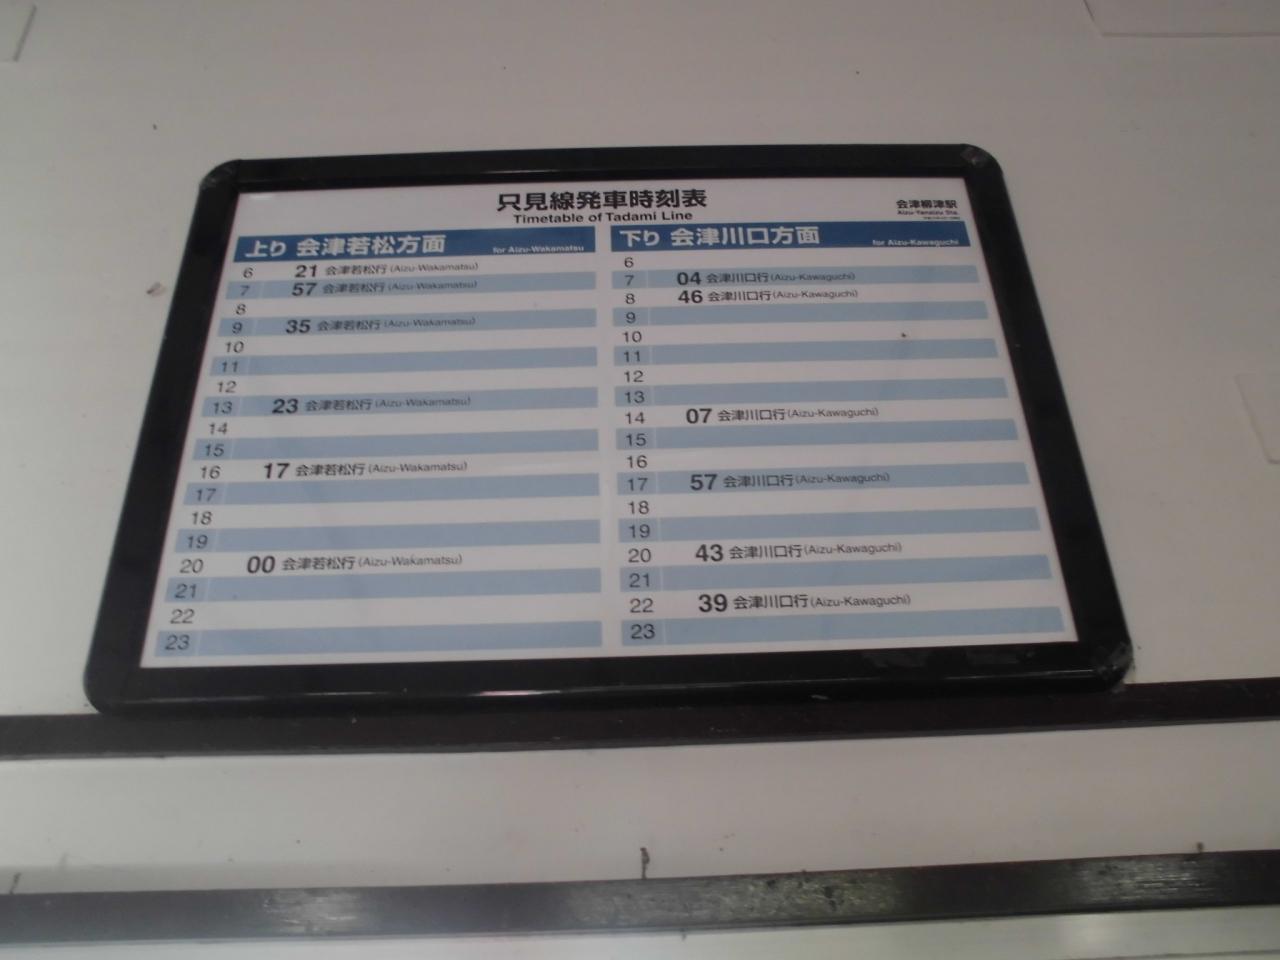 只見線発車時刻表
Timetable of Tadami Line
会津柳津駅
Aizu-Yanaizu Sta.
上り 会津若松方面 for Aizu-Wakamatsu
6 21 会津若松行 (Aizu-Wakamatsu)
7 57 会津若松行 (Aizu-Wakamatsu)
8
9 35 会津若松行 (Aizu-Wakamatsu)
10
11
12
13 23 会津若松行 (Aizu-Wakamatsu)
14
15
16 17 会津若松行 (Aizu-Wakamatsu)
17
18
19
20 00 会津若松行 (Aizu-Wakamatsu)
21
22
23
下り 会津川口方面 for Aizu-Kawaguchi
6
7 04 会津川口行 (Aizu-Kawaguchi)
8 46 会津川口行 (Aizu-Kawaguchi)
9
10
11
12
13
14 07 会津川口行 (Aizu-Kawaguchi)
15
16
17 57 会津川口行 (Aizu-Kawaguchi)
18
19
20 43 会津川口行 (Aizu-Kawaguchi)
21
22 39 会津川口行 (Aizu-Kawaguchi)
23